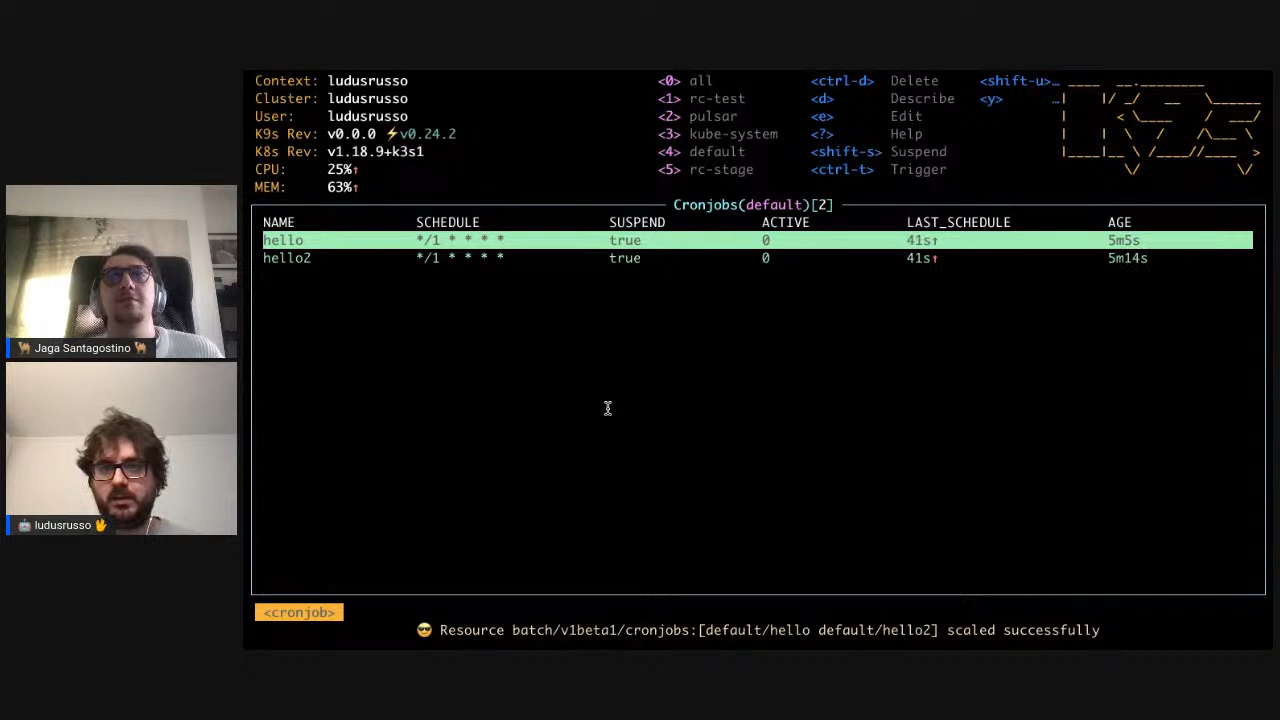 Context: ludusrusso <0> all <ctrl-d> Delete <shift-u>…
Cluster: ludusrusso <1> rc-test <d> Describe <y> …
User: ludusrusso <2> pulsar <e> Edit
K9s Rev: v0.0.0 ⚡v0.24.2 <3> kube-system <?> Help
K8s Rev: v1.18.9+k3s1 <4> default <shift-s> Suspend
CPU: 25%↑ <5> rc-stage <ctrl-t> Trigger
MEM: 63%↑
Cronjobs(default)[2]
NAME SCHEDULE SUSPEND ACTIVE LAST_SCHEDULE AGE
hello */1 * * * * true 0 41s↑ 5m5s
hello2 */1 * * * * true 0 41s↑ 5m14s
🐫 Jaga Santagostino 🐫
🤖 ludusrusso 🖖
<cronjob>
😎 Resource batch/v1beta1/cronjobs:[default/hello default/hello2] scaled successfully